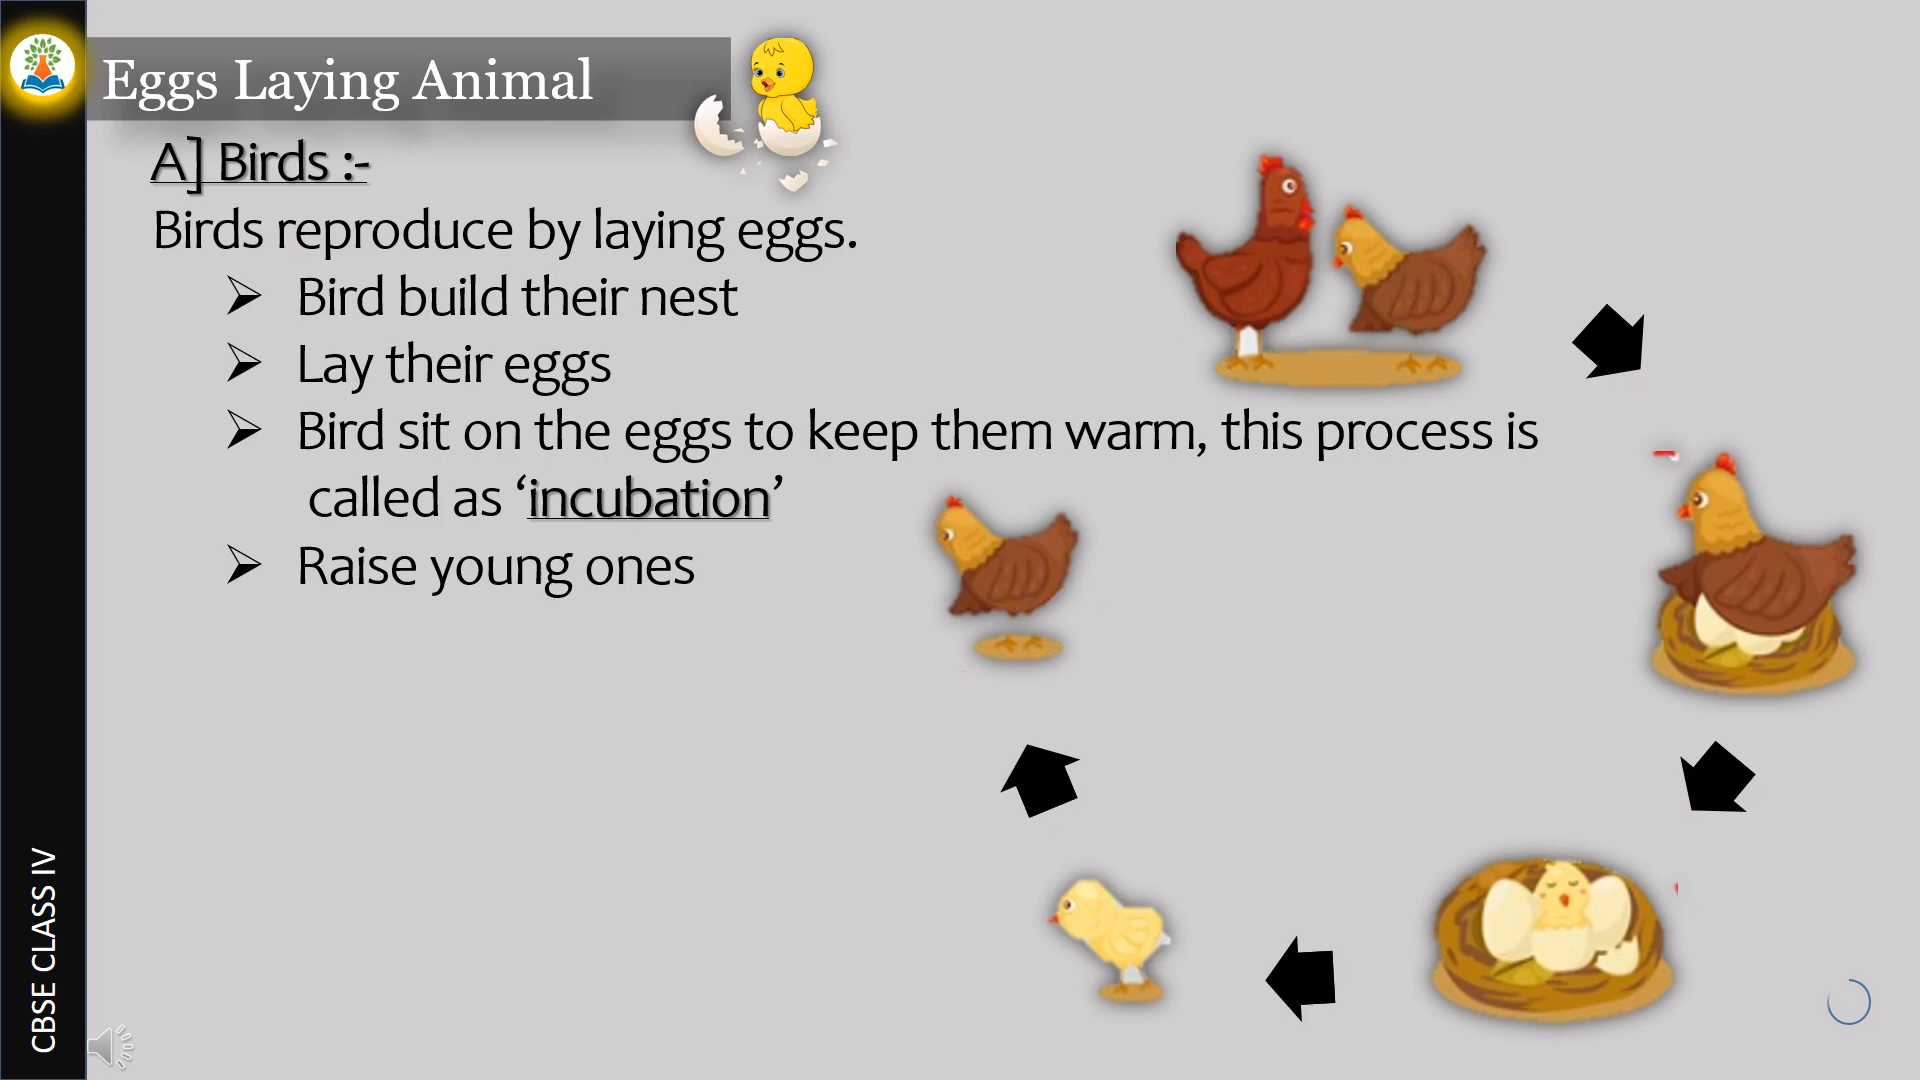 Eggs Laying Animal
A] Birds :-
Birds reproduce by laying eggs.
➢ Bird build their nest
➢ Lay their eggs
➢ Bird sit on the eggs to keep them warm, this process is
called as ‘incubation’
➢ Raise young ones
CBSE CLASS IV